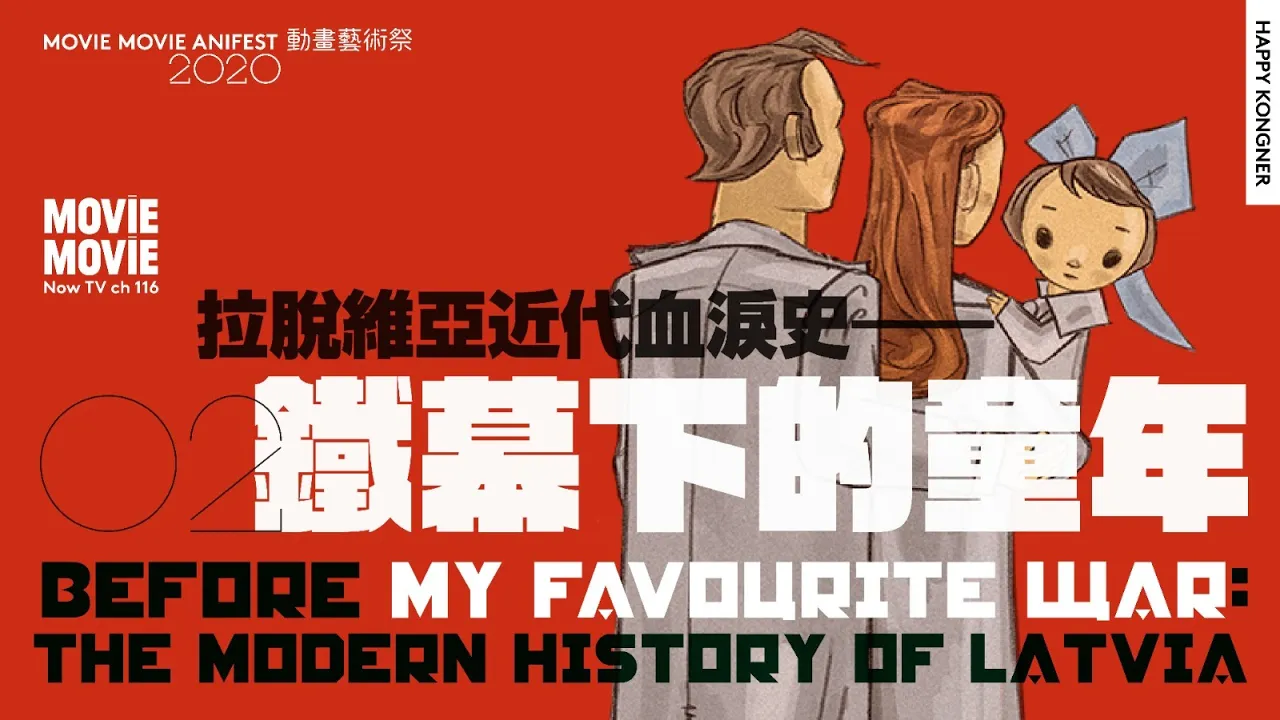 MOVIE MOVIE ANIFEST 動畫藝術祭
2020
HAPPY KONGNER
MOVIE
MOVIE
Now TV ch 116
拉脫維亞近代血淚史——
02
鐵幕下的童年
BEFORE MY FAVOURITE WAR:
THE MODERN HISTORY OF LATVIA